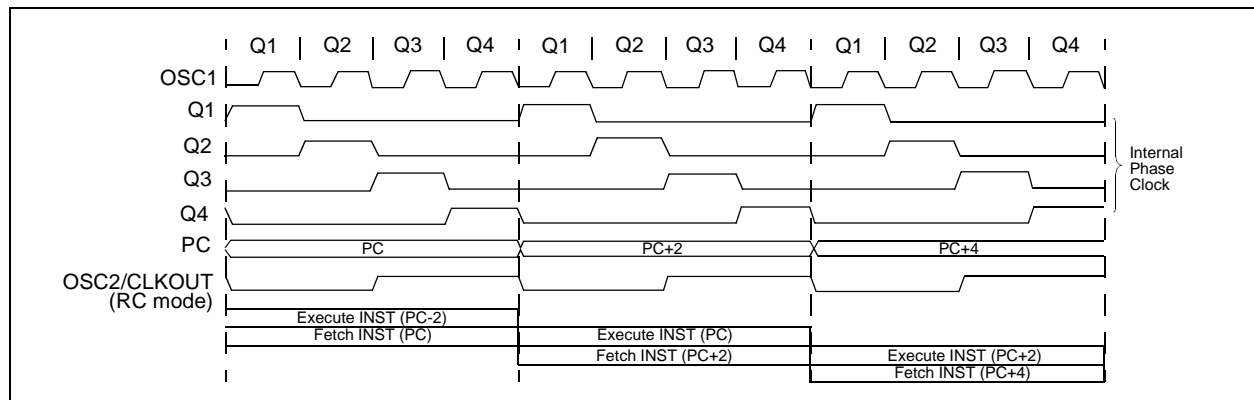 Q1 Q2 Q3 Q4 Q1 Q2 Q3 Q4 Q1 Q2 Q3 Q4
OSC1
Q1
Q2
Q3
Q4
Internal
Phase
Clock
PC PC PC+2 PC+4
OSC2/CLKOUT
(RC mode)
Execute INST (PC-2)
Fetch INST (PC) Execute INST (PC)
Fetch INST (PC+2) Execute INST (PC+2)
Fetch INST (PC+4)